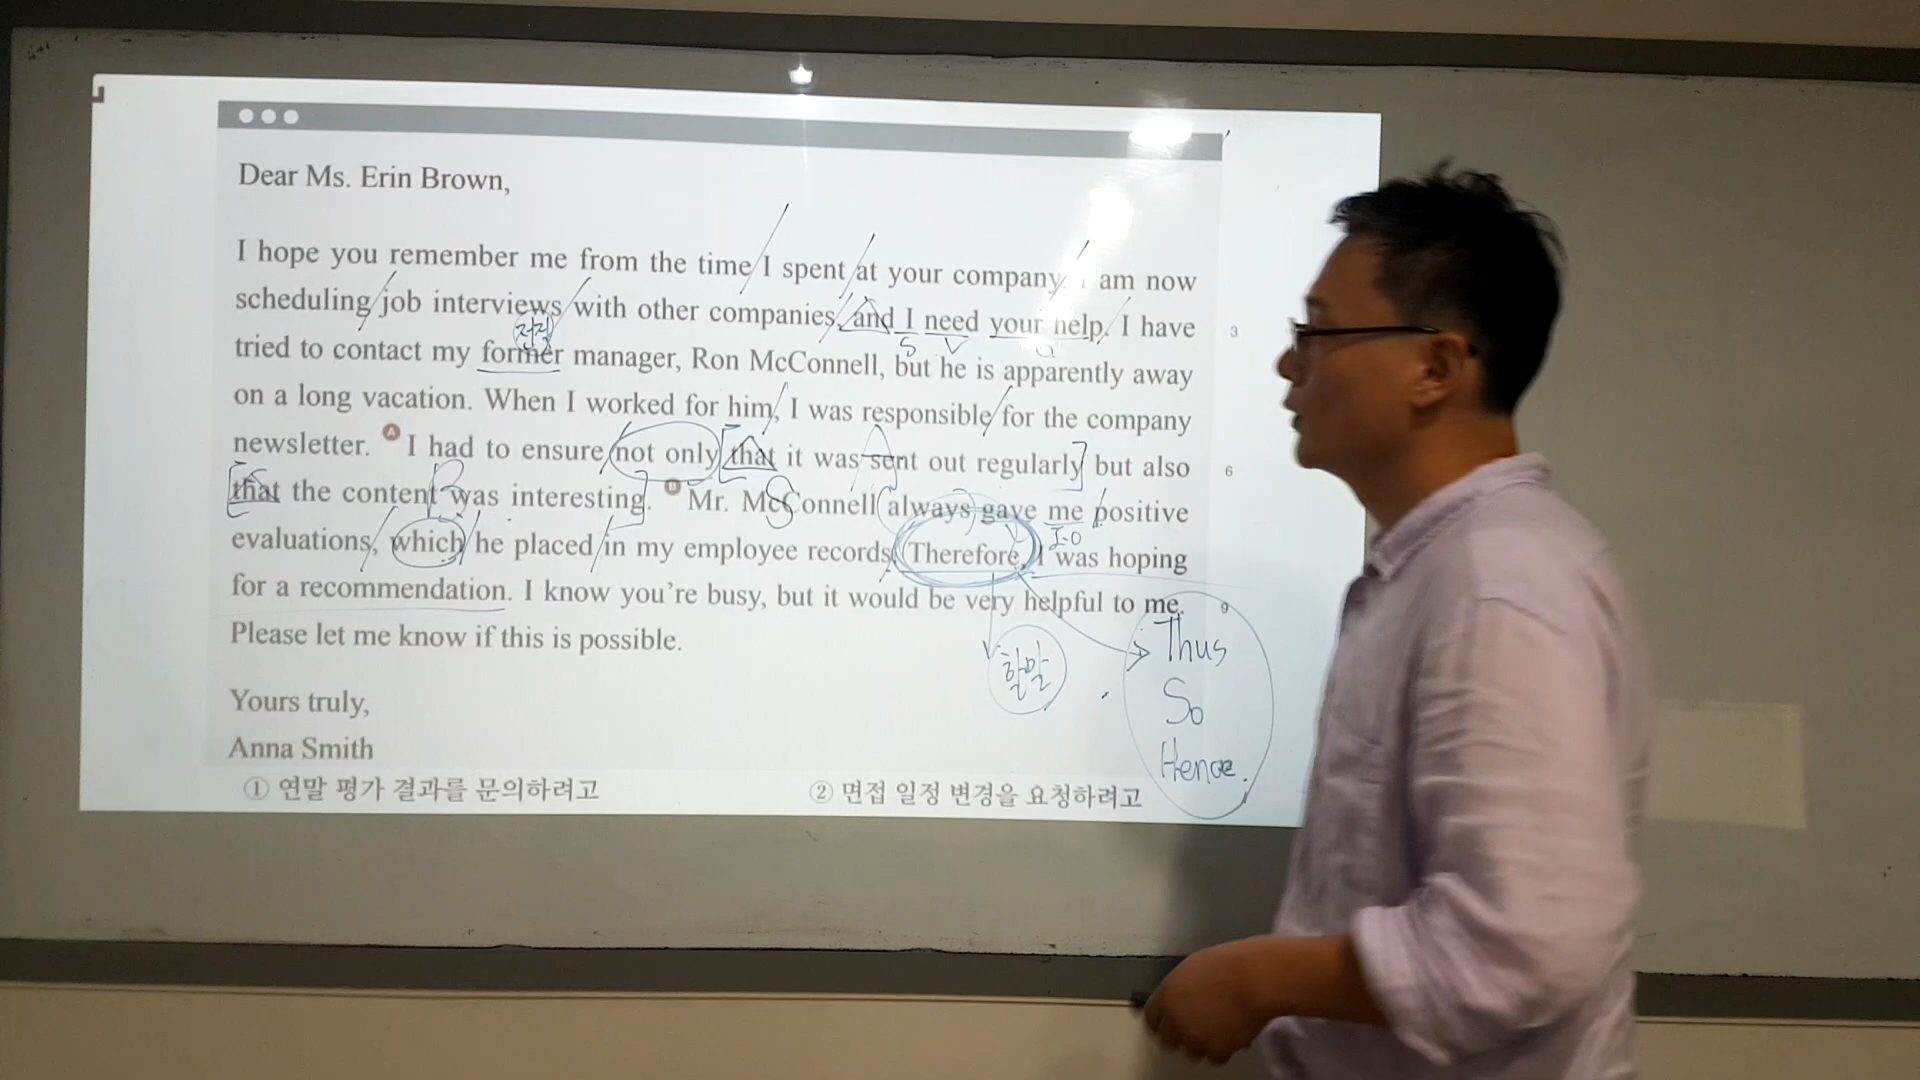 Dear Ms. Erin Brown,
I hope you remember me from the time I spent at your company. I am now
scheduling job interviews with other companies, and I need your help. I have
3
S V O
tried to contact my former manager, Ron McConnell, but he is apparently away
on a long vacation. When I worked for him, I was responsible for the company
newsletter. A I had to ensure not only that it was sent out regularly but also
6
A
B
that the content was interesting. B Mr. McConnell always gave me positive
S
V
I·O
evaluations, which he placed in my employee records. Therefore, I was hoping
for a recommendation. I know you're busy, but it would be very helpful to me.
9
Please let me know if this is possible.
할말
Thus
So
Hence.
Yours truly,
Anna Smith
① 연말 평가 결과를 문의하려고
② 면접 일정 변경을 요청하려고